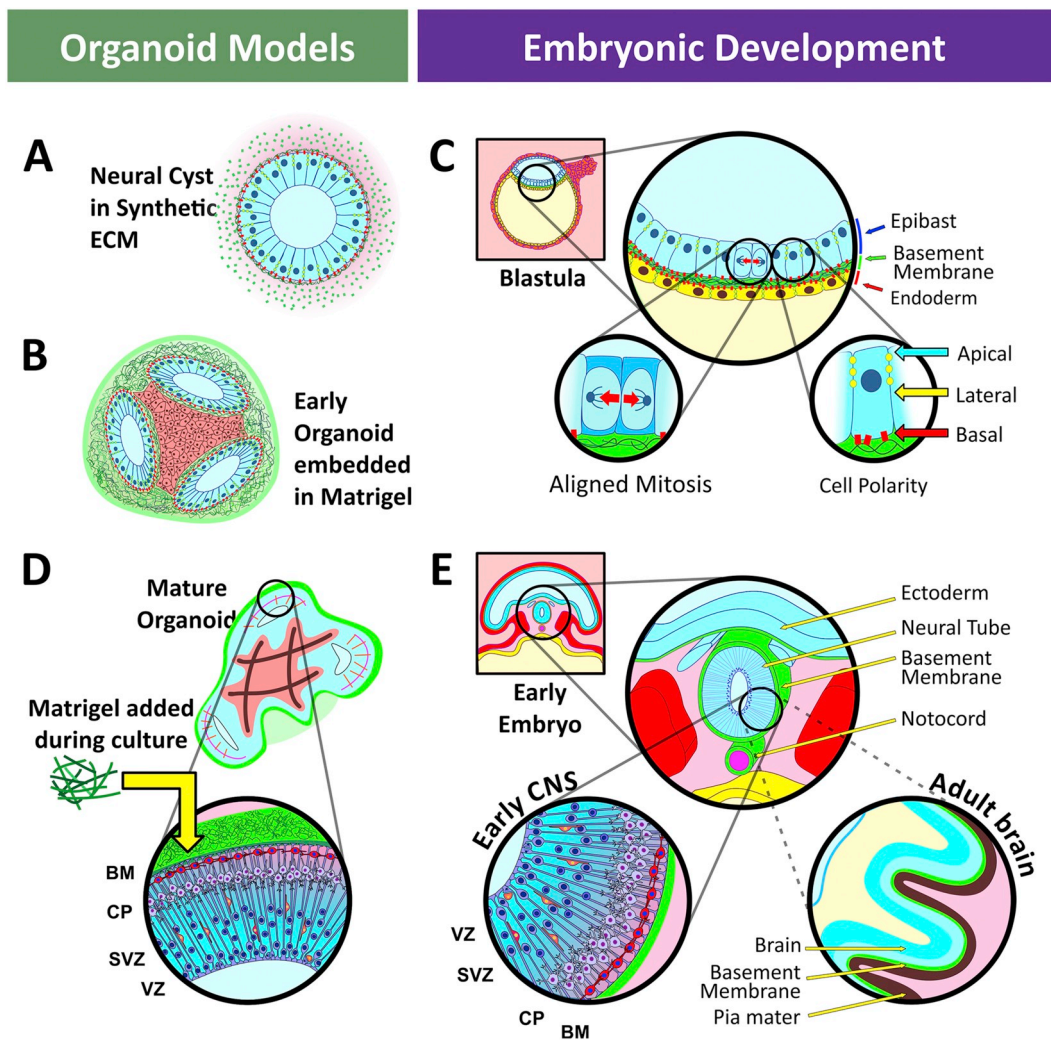 Organoid Models
Embryonic Development
A
Neural Cyst
in Synthetic
ECM
B
Early
Organoid
embedded
in Matrigel
C
Blastula
Epibast
Basement
Membrane
Endoderm
Apical
Lateral
Basal
Aligned Mitosis
Cell Polarity
D
Mature
Organoid
Matrigel added
during culture
BM
CP
SVZ
VZ
E
Early
Embryo
Ectoderm
Neural Tube
Basement
Membrane
Notocord
Early CNS
VZ
SVZ
CP
BM
Adult brain
Brain
Basement
Membrane
Pia mater